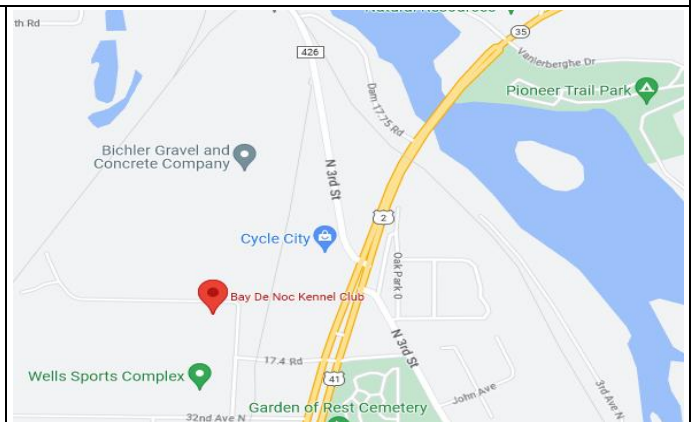 Natural Resources
th Rd
35
426
Vanlerberghe Dr
Pioneer Trail Park
Dam 17.75 Rd
Bichler Gravel and
Concrete Company
N 3rd St
2
Cycle City
Oak Park 0
Bay De Noc Kennel Club
N 3rd St
17.4 Rd
Wells Sports Complex
41
John Ave
3rd Ave N
Garden of Rest Cemetery
32nd Ave N